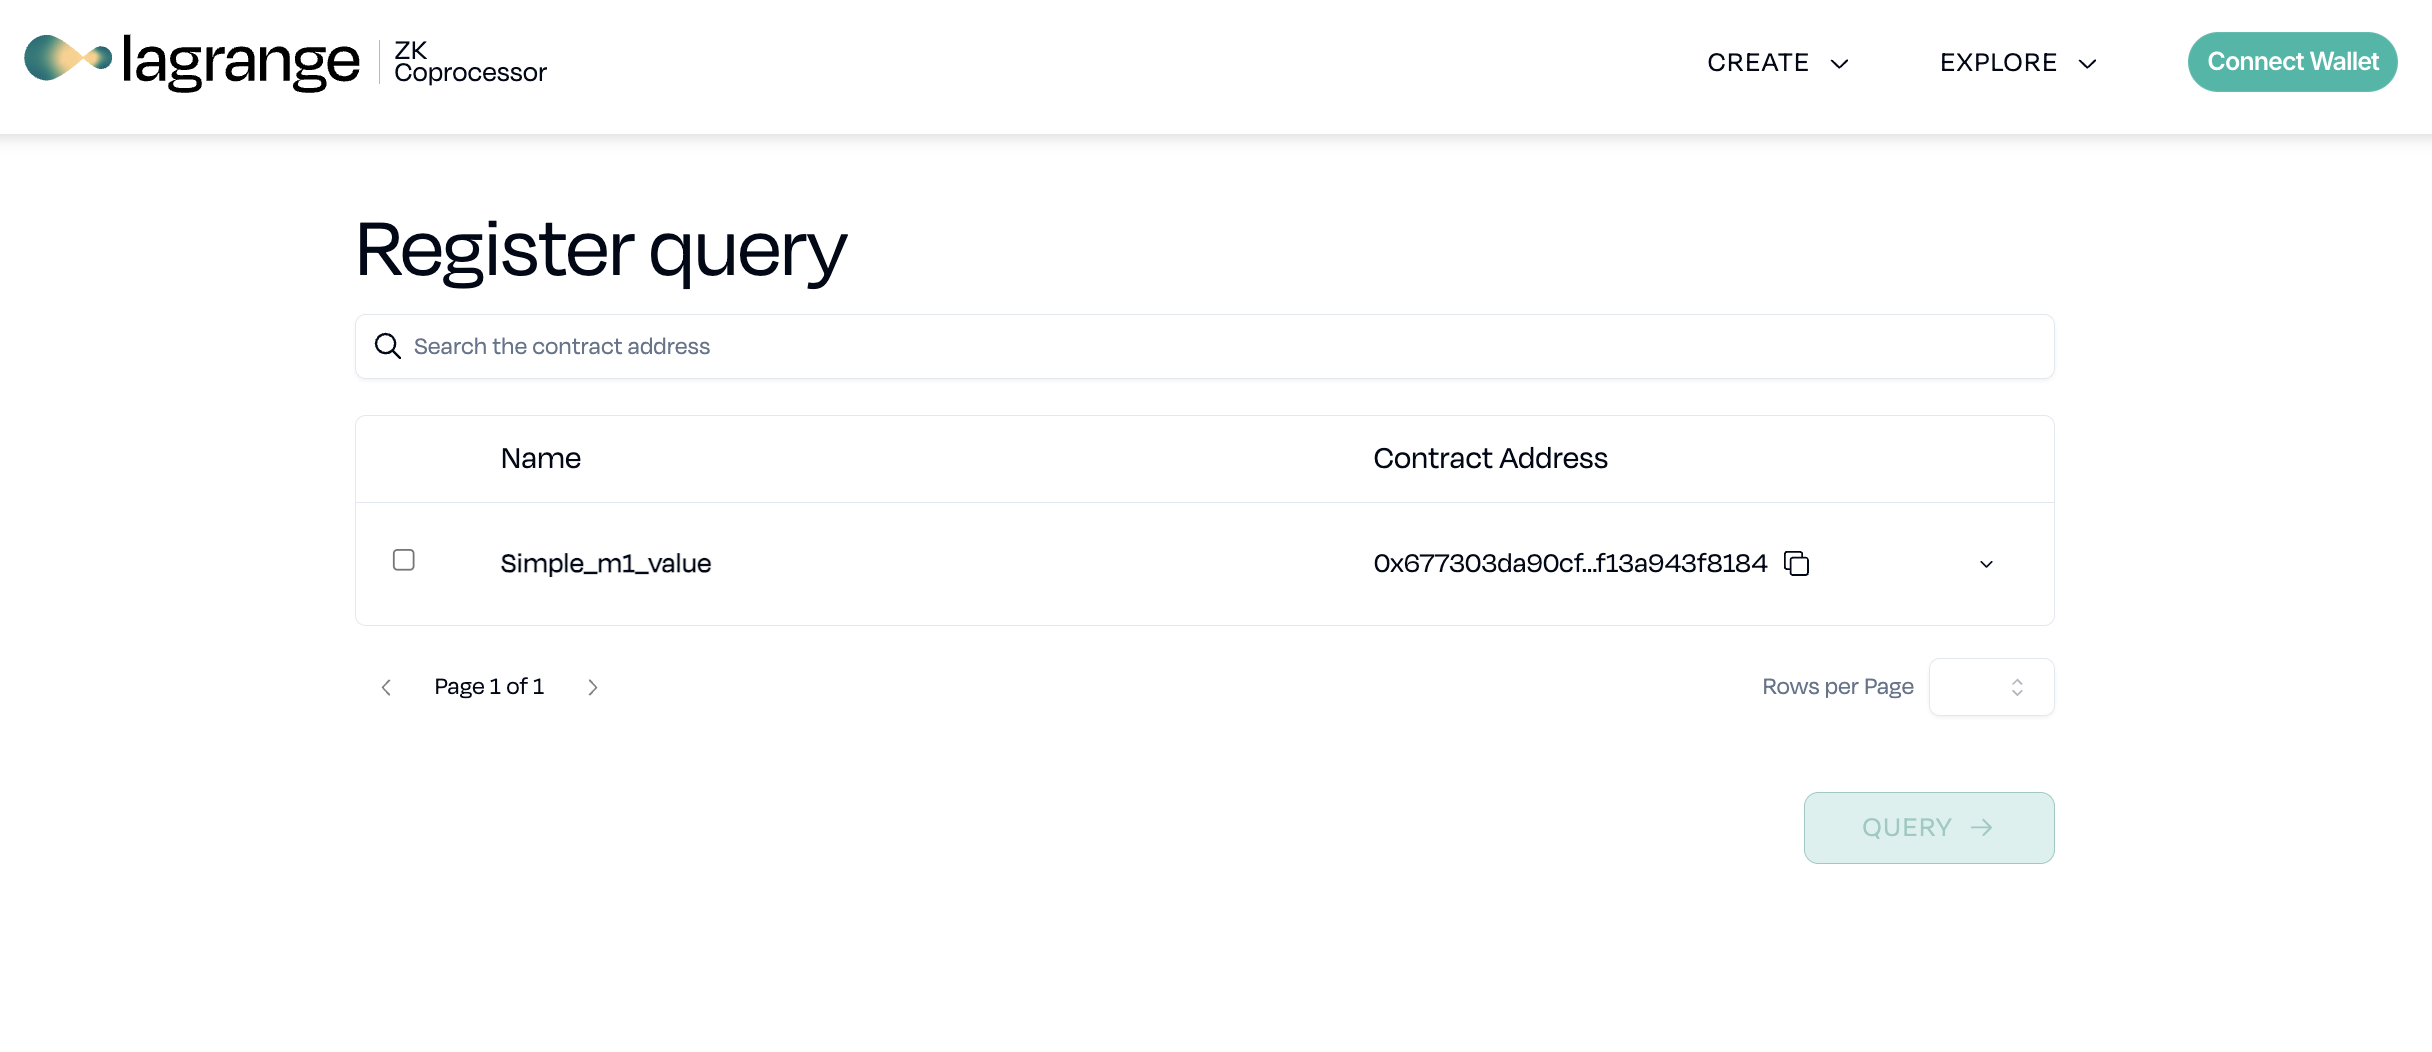 lagrange
ZK
Coprocessor
CREATE
EXPLORE
Connect Wallet
Register query
Search the contract address
Name
Contract Address
Simple_m1_value
0x677303da90cf...f13a943f8184
Page 1 of 1
Rows per Page
QUERY